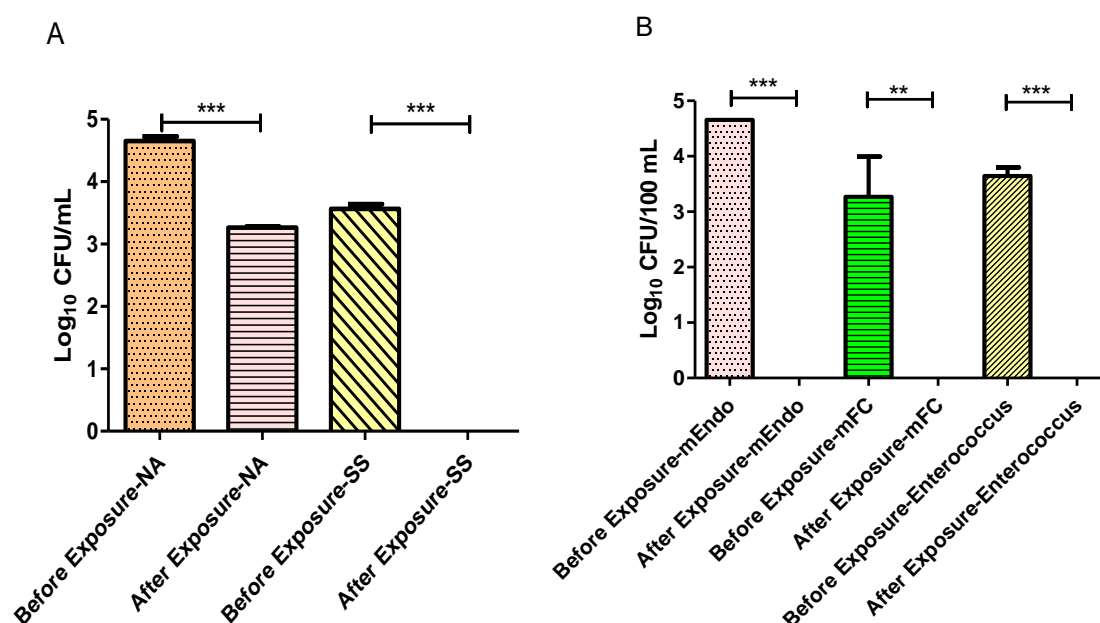 A
***
***
5
4
3
2
1
0
Log10 CFU/mL
Before Exposure-NA
After Exposure-NA
Before Exposure-SS
After Exposure-SS
B
***
**
***
5
4
3
2
1
0
Log10 CFU/100 mL
Before Exposure-mEndo
After Exposure-mEndo
Before Exposure-mFC
After Exposure-mFC
Before Exposure-Enterococcus
After Exposure-Enterococcus